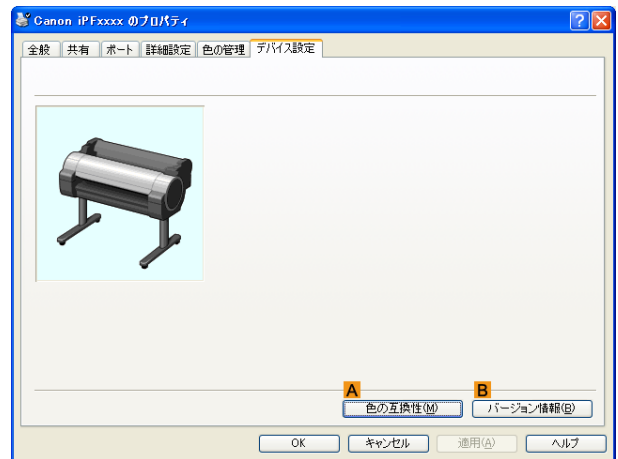 Canon iPFxxxx のプロパティ
全般 共有 ポート 詳細設定 色の管理 デバイス設定
A B
色の互換性(M) バージョン情報(B)
OK キャンセル 適用(A) ヘルプ